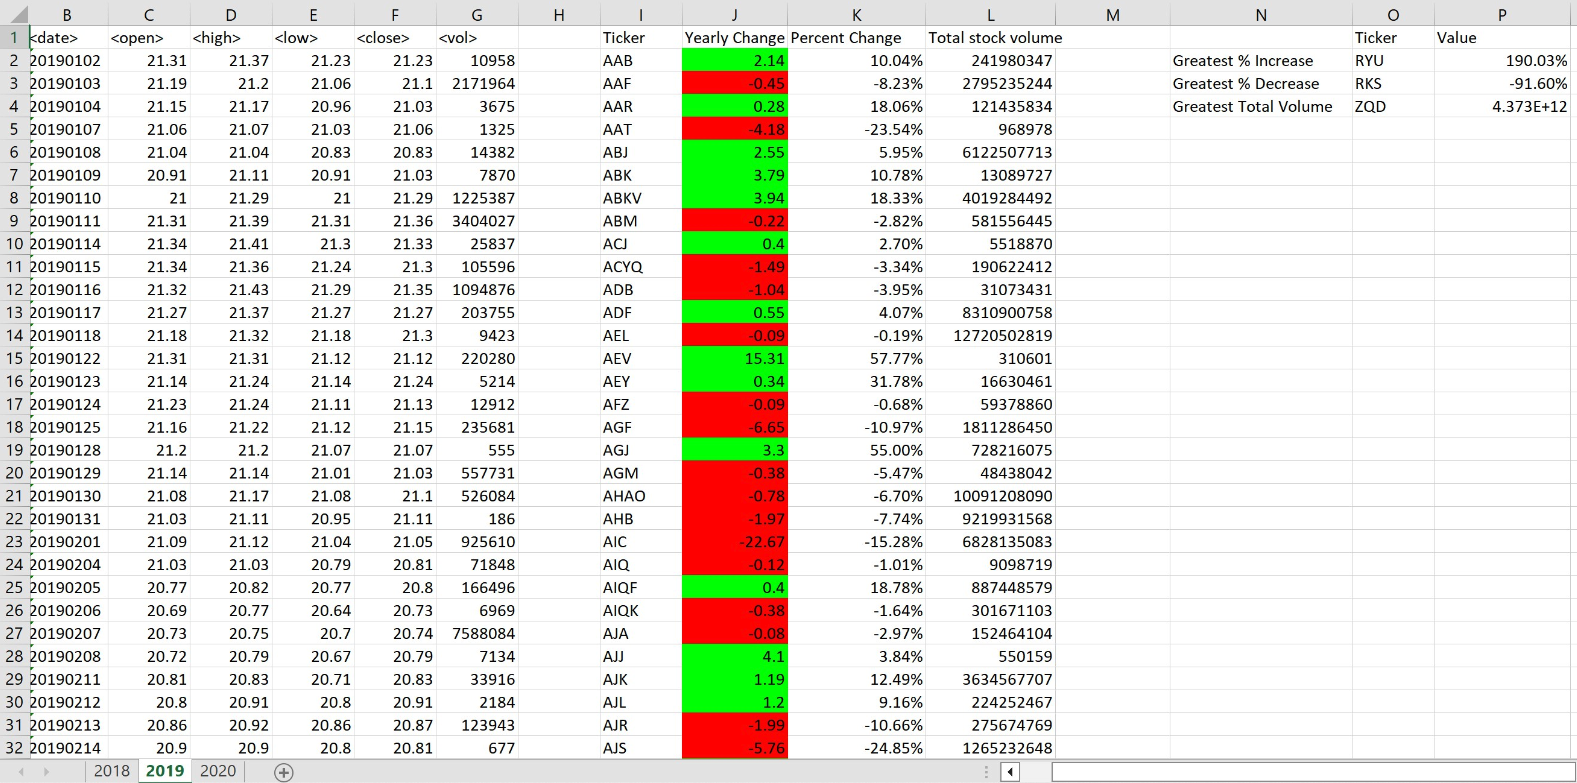 B C D E F G H I J K L M N O P
1 <date> <open> <high> <low> <close> <vol> Ticker Yearly Change Percent Change Total stock volume Ticker Value
2 20190102 21.31 21.37 21.23 21.23 10958 AAB 2.14 10.04% 241980347 Greatest % Increase RYU 190.03%
3 20190103 21.19 21.2 21.06 21.1 2171964 AAF -0.45 -8.23% 2795235244 Greatest % Decrease RKS -91.60%
4 20190104 21.15 21.17 20.96 21.03 3675 AAR 0.28 18.06% 121435834 Greatest Total Volume ZQD 4.373E+12
5 20190107 21.06 21.07 21.03 21.06 1325 AAT -4.18 -23.54% 968978
6 20190108 21.04 21.04 20.83 20.83 14382 ABJ 2.55 5.95% 6122507713
7 20190109 20.91 21.11 20.91 21.03 7870 ABK 3.79 10.78% 13089727
8 20190110 21 21.29 21 21.29 1225387 ABKV 3.94 18.33% 4019284492
9 20190111 21.31 21.39 21.31 21.36 3404027 ABM -0.22 -2.82% 581556445
10 20190114 21.34 21.41 21.3 21.33 25837 ACJ 0.4 2.70% 5518870
11 20190115 21.34 21.36 21.24 21.3 105596 ACYQ -1.49 -3.34% 190622412
12 20190116 21.32 21.43 21.29 21.35 1094876 ADB -1.04 -3.95% 31073431
13 20190117 21.27 21.37 21.27 21.27 203755 ADF 0.55 4.07% 8310900758
14 20190118 21.18 21.32 21.18 21.3 9423 AEL -0.09 -0.19% 12720502819
15 20190122 21.31 21.31 21.12 21.12 220280 AEV 15.31 57.77% 310601
16 20190123 21.14 21.24 21.14 21.24 5214 AEY 0.34 31.78% 16630461
17 20190124 21.23 21.24 21.11 21.13 12912 AFZ -0.09 -0.68% 59378860
18 20190125 21.16 21.22 21.12 21.15 235681 AGF -6.65 -10.97% 1811286450
19 20190128 21.2 21.2 21.07 21.07 555 AGJ 3.3 55.00% 728216075
20 20190129 21.14 21.14 21.01 21.03 557731 AGM -0.38 -5.47% 48438042
21 20190130 21.08 21.17 21.08 21.1 526084 AHAO -0.78 -6.70% 10091208090
22 20190131 21.03 21.11 20.95 21.11 186 AHB -1.97 -7.74% 9219931568
23 20190201 21.09 21.12 21.04 21.05 925610 AIC -22.67 -15.28% 6828135083
24 20190204 21.03 21.03 20.79 20.81 71848 AIQ -0.12 -1.01% 9098719
25 20190205 20.77 20.82 20.77 20.8 166496 AIQF 0.4 18.78% 887448579
26 20190206 20.69 20.77 20.64 20.73 6969 AIQK -0.38 -1.64% 301671103
27 20190207 20.73 20.75 20.7 20.74 7588084 AJA -0.08 -2.97% 152464104
28 20190208 20.72 20.79 20.67 20.79 7134 AJJ 4.1 3.84% 550159
29 20190211 20.81 20.83 20.71 20.83 33916 AJK 1.19 12.49% 3634567707
30 20190212 20.8 20.91 20.8 20.91 2184 AJL 1.2 9.16% 224252467
31 20190213 20.86 20.92 20.86 20.87 123943 AJR -1.99 -10.66% 275674769
32 20190214 20.9 20.9 20.8 20.81 677 AJS -5.76 -24.85% 1265232648
2018 2019 2020